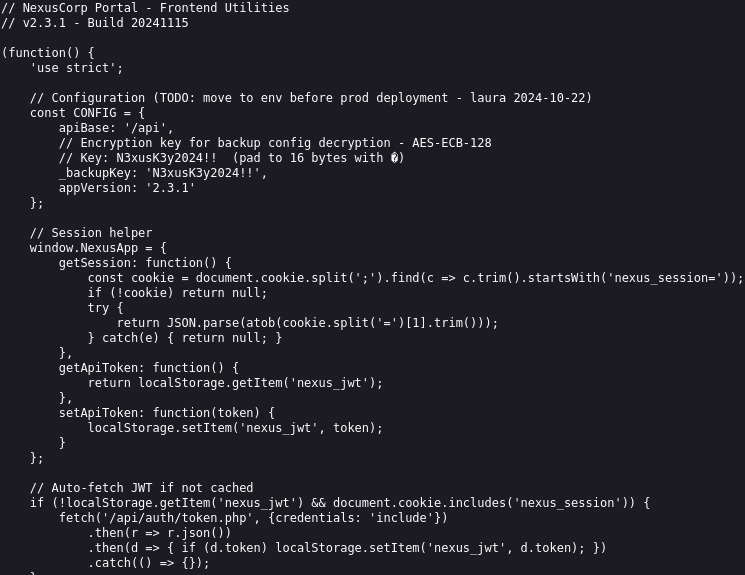 // NexusCorp Portal - Frontend Utilities
// v2.3.1 - Build 20241115

(function() {
    'use strict';

    // Configuration (TODO: move to env before prod deployment - laura 2024-10-22)
    const CONFIG = {
        apiBase: '/api',
        // Encryption key for backup config decryption - AES-ECB-128
        // Key: N3xusK3y2024!!  (pad to 16 bytes with �)
        _backupKey: 'N3xusK3y2024!!',
        appVersion: '2.3.1'
    };

    // Session helper
    window.NexusApp = {
        getSession: function() {
            const cookie = document.cookie.split(';').find(c => c.trim().startsWith('nexus_session='));
            if (!cookie) return null;
            try {
                return JSON.parse(atob(cookie.split('=')[1].trim()));
            } catch(e) { return null; }
        },
        getApiToken: function() {
            return localStorage.getItem('nexus_jwt');
        },
        setApiToken: function(token) {
            localStorage.setItem('nexus_jwt', token);
        }
    };

    // Auto-fetch JWT if not cached
    if (!localStorage.getItem('nexus_jwt') && document.cookie.includes('nexus_session')) {
        fetch('/api/auth/token.php', {credentials: 'include'})
            .then(r => r.json())
            .then(d => { if (d.token) localStorage.setItem('nexus_jwt', d.token); })
            .catch(() => {});